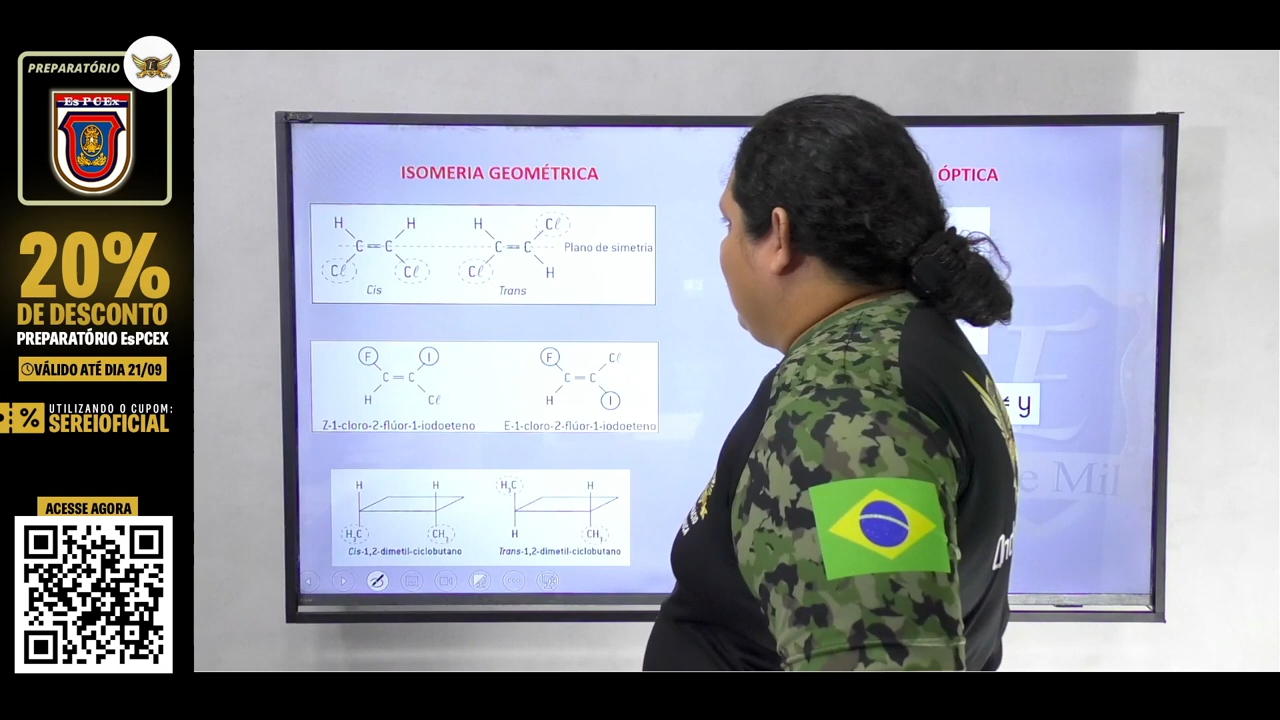 PREPARATÓRIO
EsPCEx
20%
DE DESCONTO
PREPARATÓRIO EsPCEX
VÁLIDO ATÉ DIA 21/09
%
UTILIZANDO O CUPOM:
SEREIOFICIAL
ACESSE AGORA
ISOMERIA GEOMÉTRICA
H H H Cℓ
C = C C = C Plano de simetria
Cℓ Cℓ Cℓ H
Cis Trans
F I F Cℓ
C = C C = C
H Cℓ H I
Z-1-cloro-2-flúor-1-iodoeteno E-1-cloro-2-flúor-1-iodoeteno
H H H₃C H
H₃C CH₃ H CH₃
Cis-1,2-dimetil-ciclobutano Trans-1,2-dimetil-ciclobutano
ÓPTICA
≠ y
e Mil